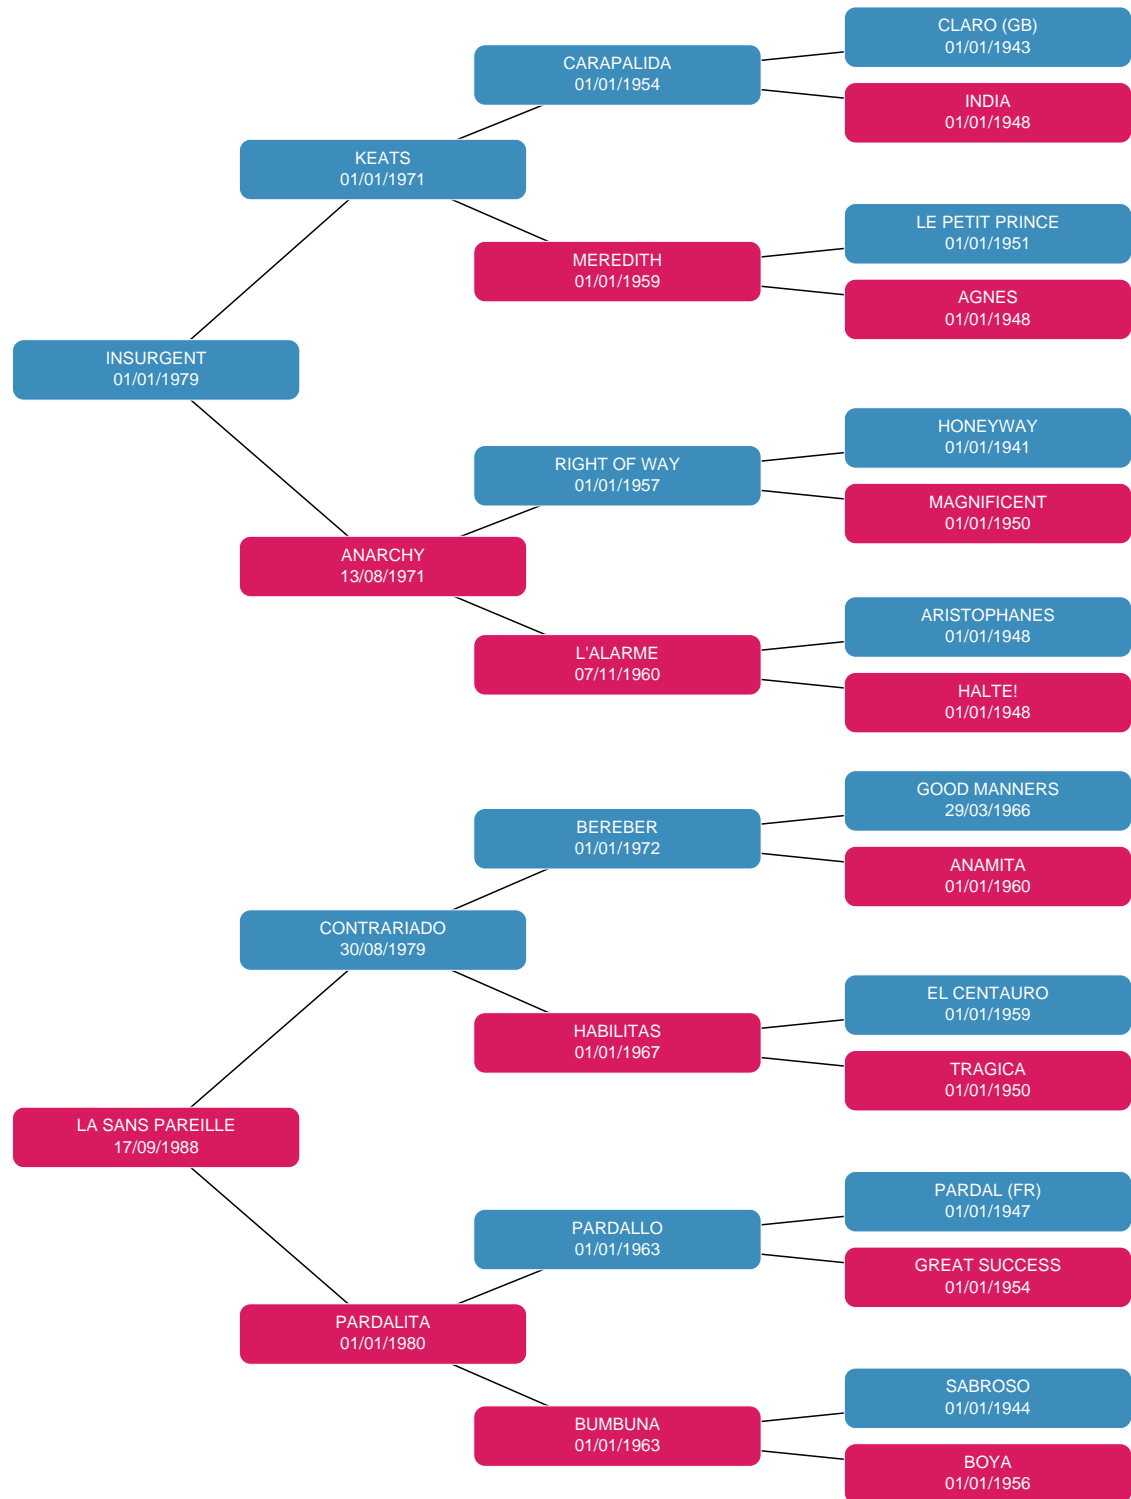 CLARO (GB)
01/01/1943
CARAPALIDA
01/01/1954
INDIA
01/01/1948
KEATS
01/01/1971
LE PETIT PRINCE
01/01/1951
MEREDITH
01/01/1959
AGNES
01/01/1948
INSURGENT
01/01/1979
HONEYWAY
01/01/1941
RIGHT OF WAY
01/01/1957
MAGNIFICENT
01/01/1950
ANARCHY
13/08/1971
ARISTOPHANES
01/01/1948
L'ALARME
07/11/1960
HALTE!
01/01/1948
GOOD MANNERS
29/03/1966
BEREBER
01/01/1972
ANAMITA
01/01/1960
CONTRARIADO
30/08/1979
EL CENTAURO
01/01/1959
HABILITAS
01/01/1967
TRAGICA
01/01/1950
LA SANS PAREILLE
17/09/1988
PARDAL (FR)
01/01/1947
PARDALLO
01/01/1963
GREAT SUCCESS
01/01/1954
PARDALITA
01/01/1980
SABROSO
01/01/1944
BUMBUNA
01/01/1963
BOYA
01/01/1956